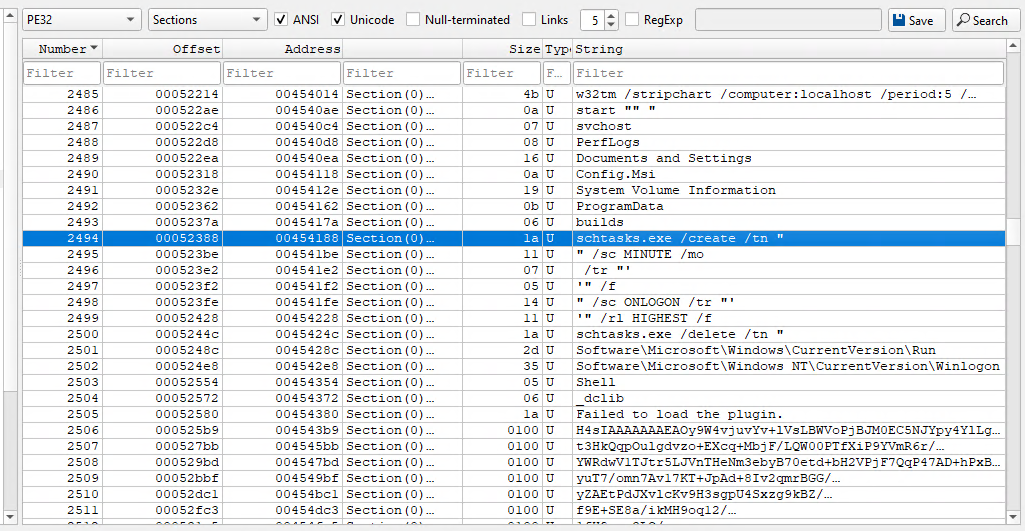 PE32 Sections ANSI Unicode Null-terminated Links 5 RegExp Save Search
Number Offset Address Size Type String
Filter Filter Filter Filter Filter F... Filter
2485 00052214 00454014 Section(0)... 4b U w32tm /stripchart /computer:localhost /period:5 /...
2486 000522ae 004540ae Section(0)... 0a U start "" "
2487 000522c4 004540c4 Section(0)... 07 U svchost
2488 000522d8 004540d8 Section(0)... 08 U PerfLogs
2489 000522ea 004540ea Section(0)... 16 U Documents and Settings
2490 00052318 00454118 Section(0)... 0a U Config.Msi
2491 0005232e 0045412e Section(0)... 19 U System Volume Information
2492 00052362 00454162 Section(0)... 0b U ProgramData
2493 0005237a 0045417a Section(0)... 06 U builds
2494 00052388 00454188 Section(0)... 1a U schtasks.exe /create /tn "
2495 000523be 004541be Section(0)... 11 U " /sc MINUTE /mo
2496 000523e2 004541e2 Section(0)... 07 U /tr "'
2497 000523f2 004541f2 Section(0)... 05 U '" /f
2498 000523fe 004541fe Section(0)... 14 U " /sc ONLOGON /tr "'
2499 00052428 00454228 Section(0)... 11 U '" /rl HIGHEST /f
2500 0005244c 0045424c Section(0)... 1a U schtasks.exe /delete /tn "
2501 0005248c 0045428c Section(0)... 2d U Software\Microsoft\Windows\CurrentVersion\Run
2502 000524e8 004542e8 Section(0)... 35 U Software\Microsoft\Windows NT\CurrentVersion\Winlogon
2503 00052554 00454354 Section(0)... 05 U Shell
2504 00052572 00454372 Section(0)... 06 U _dclib
2505 00052580 00454380 Section(0)... 1a U Failed to load the plugin.
2506 000525b9 004543b9 Section(0)... 0100 U H4sIAAAAAAAEAOy9W4vjuvYv+lVsLBWVoPjBJM0EC5NJYpy4YlLg...
2507 000527bb 004545bb Section(0)... 0100 U t3HkQqpOulgdvzo+EXcq+MbjF/LQW00PTfXiP9YVmR6r/...
2508 000529bd 004547bd Section(0)... 0100 U YWRdwVlTJtr5LJVnTHeNm3ebyB70etd+bH2VPjF7QqP47AD+hPxB...
2509 00052bbf 004549bf Section(0)... 0100 U yuT7/omn7Avl7KT+JpAd+8Iv2qmrBGG/...
2510 00052dc1 00454bc1 Section(0)... 0100 U yZAEtPdJXvlcKv9H3sgpU4Sxzg9kBZ/...
2511 00052fc3 00454dc3 Section(0)... 0100 U f9E+SE8a/ikMH9oql2/...